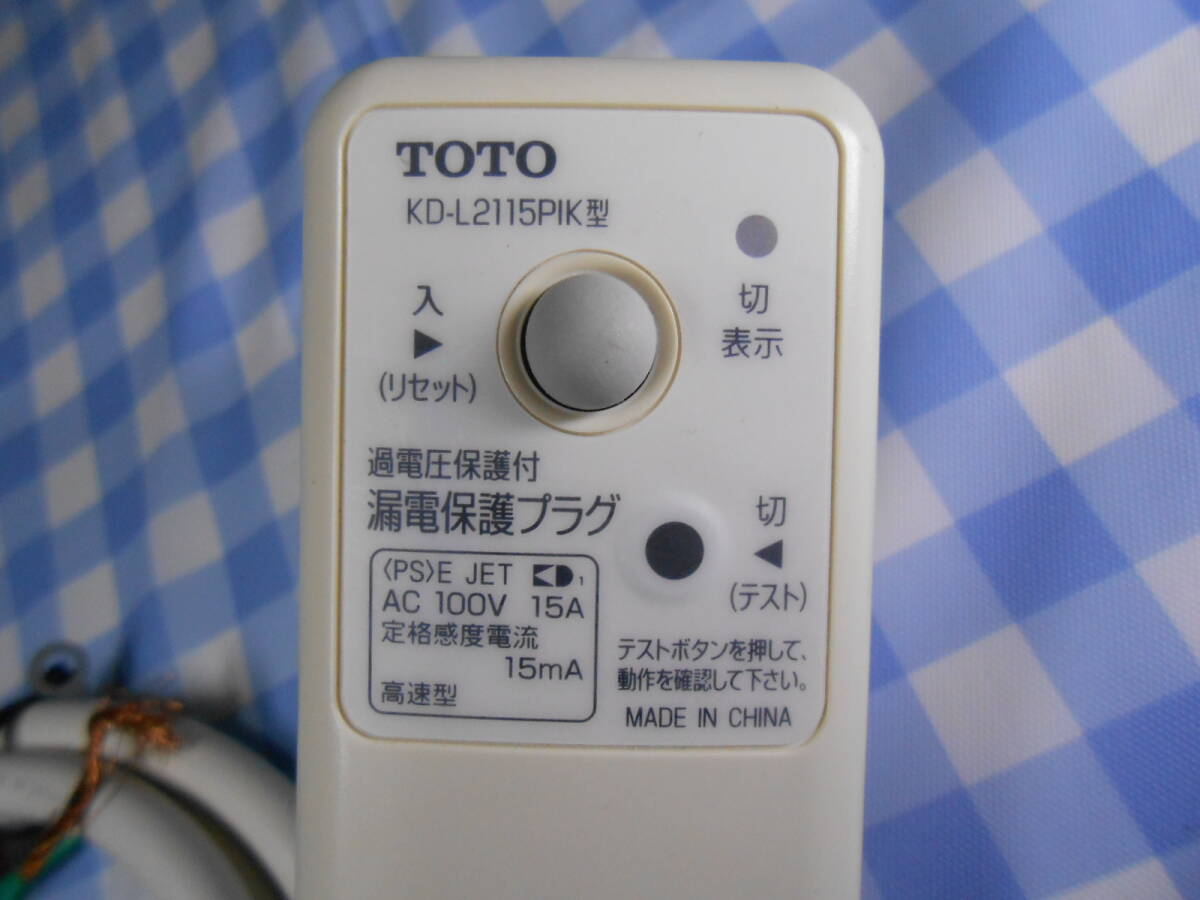 TOTO
KD-L2115PIK型
入
▶
(リセット)
切
表示
過電圧保護付
漏電保護プラグ
切
◀
(テスト)
〈PS〉E JET KD1
AC 100V 15A
定格感度電流
15mA
高速型
テストボタンを押して、
動作を確認して下さい。
MADE IN CHINA